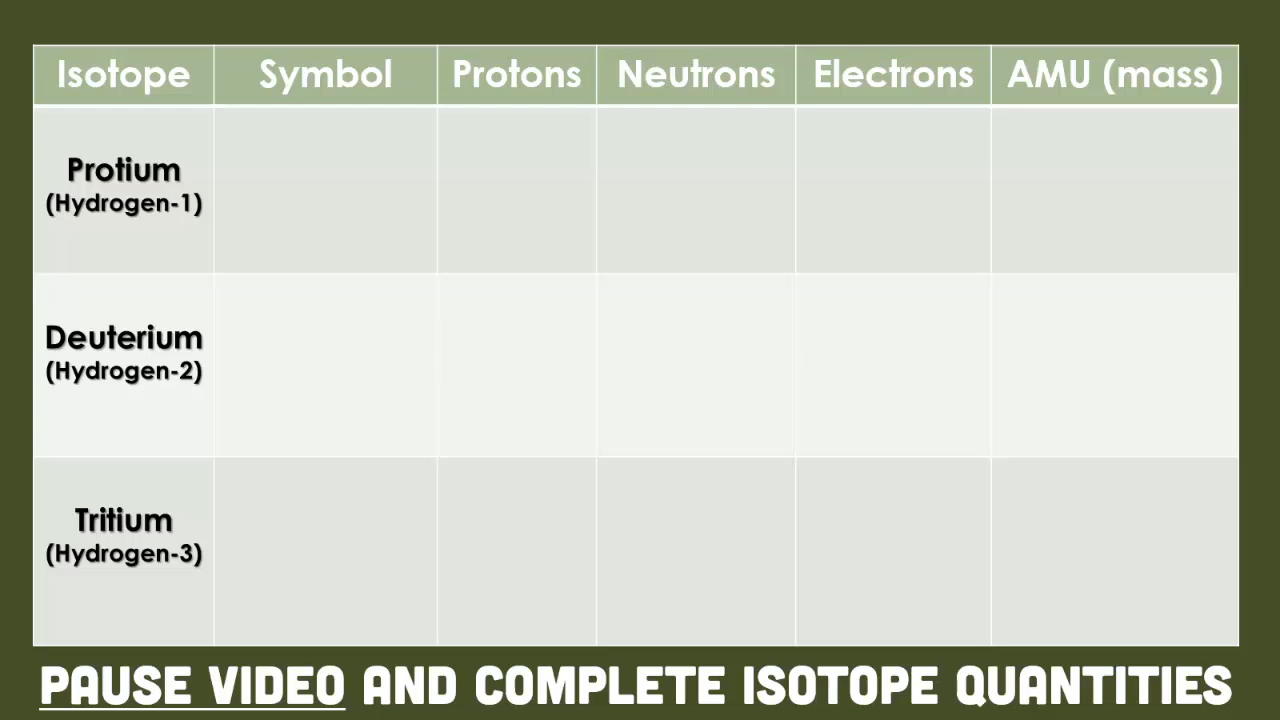 Isotope Symbol Protons Neutrons Electrons AMU (mass)
Protium
(Hydrogen-1)
Deuterium
(Hydrogen-2)
Tritium
(Hydrogen-3)
PAUSE VIDEO AND COMPLETE ISOTOPE QUANTITIES